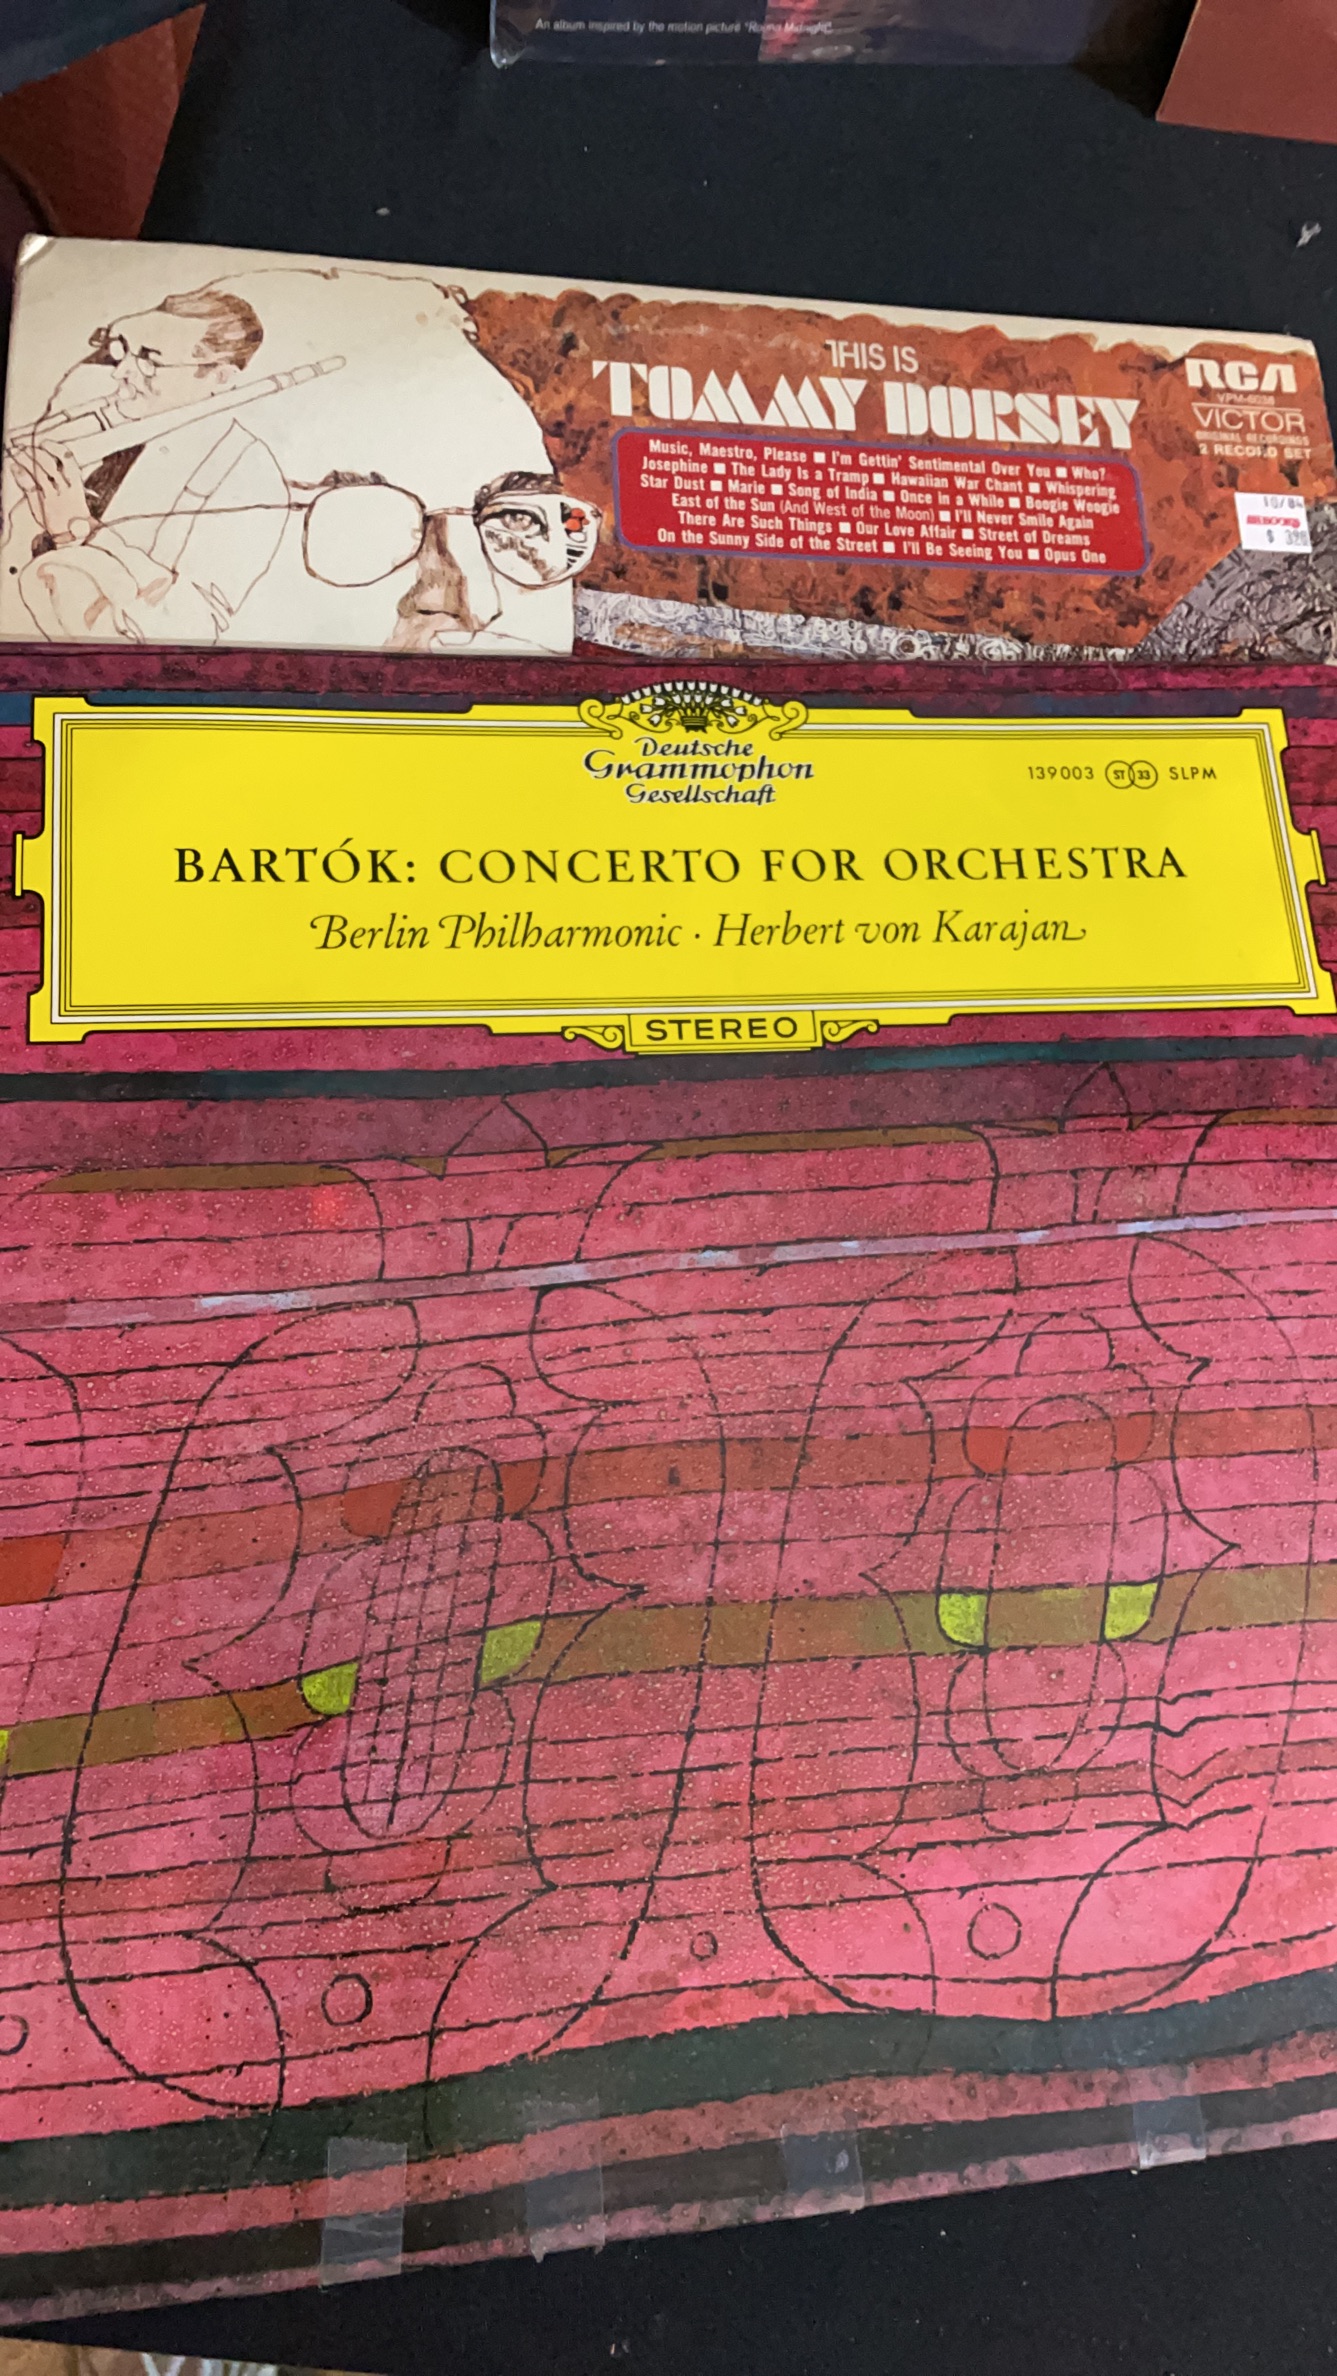 An album inspired by the motion picture "Round Midnight".
THIS IS
TOMMY DORSEY
Music, Maestro, Please ■ I'm Gettin' Sentimental Over You ■ Who?
Josephine ■ The Lady Is a Tramp ■ Hawaiian War Chant ■ Whispering
Star Dust ■ Marie ■ Song of India ■ Once in a While ■ Boogie Woogie
East of the Sun (And West of the Moon) ■ I'll Never Smile Again
There Are Such Things ■ Our Love Affair ■ Street of Dreams
On the Sunny Side of the Street ■ I'll Be Seeing You ■ Opus One
RCA
VPM-6038
VICTOR
ORIGINAL RECORDINGS
2 RECORD SET
10/84
$
Deutsche
Grammophon
Gesellschaft
139003 ST 33 SLPM
BARTÓK: CONCERTO FOR ORCHESTRA
Berlin Philharmonic · Herbert von Karajan
STEREO